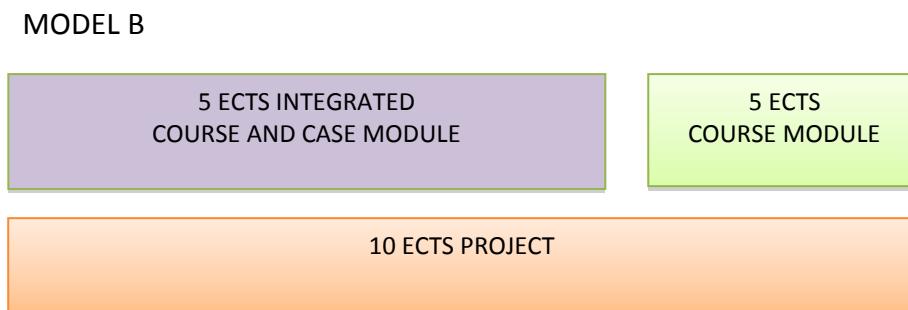 MODEL B
5 ECTS INTEGRATED
COURSE AND CASE MODULE
5 ECTS
COURSE MODULE
10 ECTS PROJECT